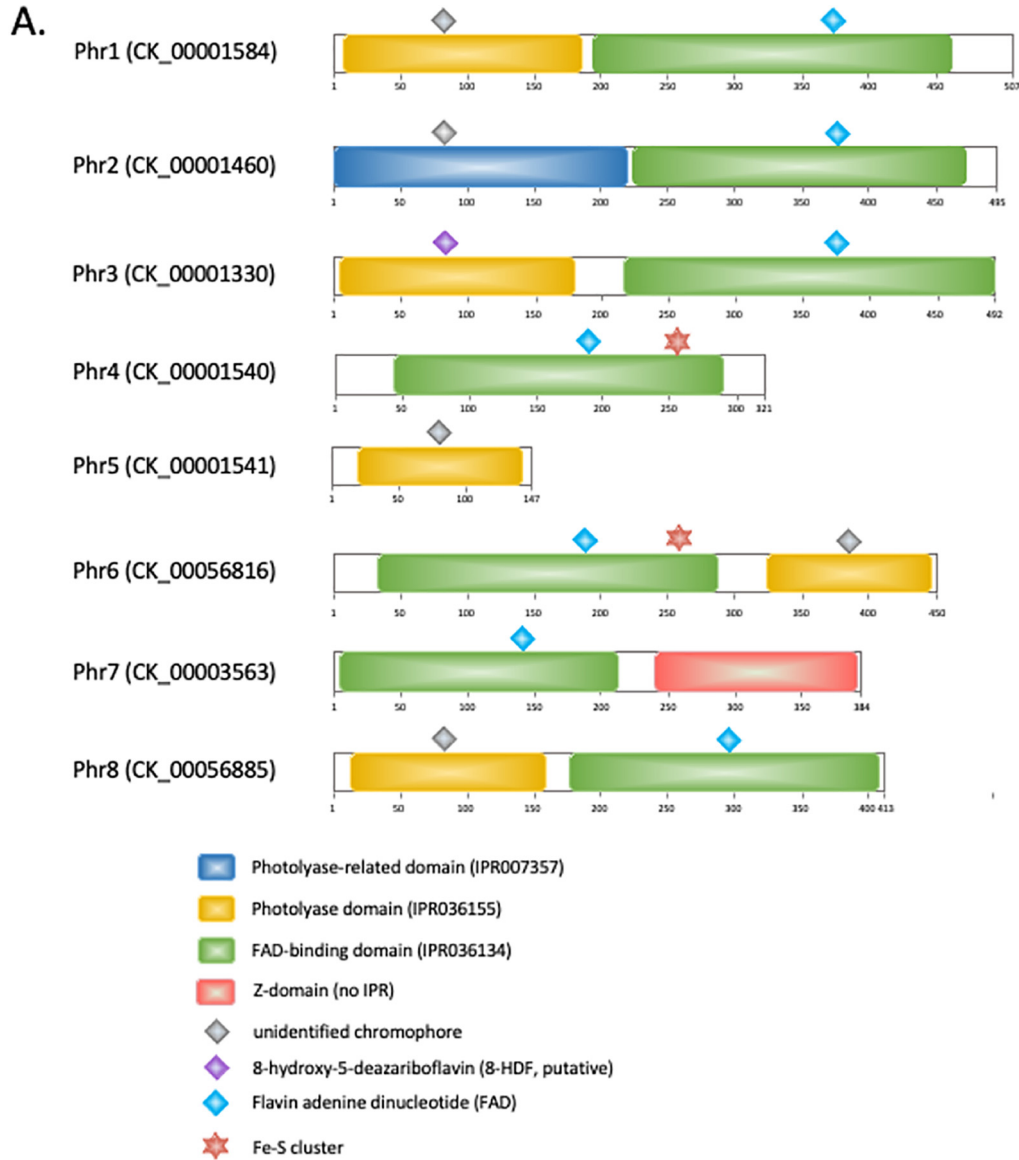 A.
Phr1 (CK_00001584)
1 50 100 150 200 250 300 350 400 450 507
Phr2 (CK_00001460)
1 50 100 150 200 250 300 350 400 450 495
Phr3 (CK_00001330)
1 50 100 150 200 250 300 350 400 450 492
Phr4 (CK_00001540)
1 50 100 150 200 250 300 321
Phr5 (CK_00001541)
1 50 100 147
Phr6 (CK_00056816)
1 50 100 150 200 250 300 350 400 450
Phr7 (CK_00003563)
1 50 100 150 200 250 300 350 384
Phr8 (CK_00056885)
1 50 100 150 200 250 300 350 400 413
Photolyase-related domain (IPR007357)
Photolyase domain (IPR036155)
FAD-binding domain (IPR036134)
Z-domain (no IPR)
unidentified chromophore
8-hydroxy-5-deazariboflavin (8-HDF, putative)
Flavin adenine dinucleotide (FAD)
Fe-S cluster